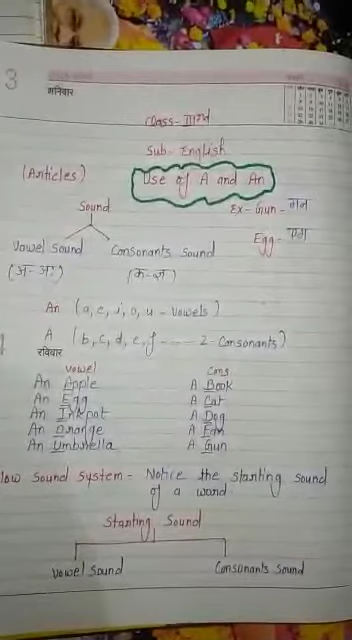 3
शनिवार
Class - IIIrd
Sub- English
(Articles) Use of A and An
Sound Ex- Gun - गन
Egg - एग
Vowel Sound Consonants Sound
(अ - अः) (क-ज्ञ)
An (a, e, i, o, u - Vowels)
A (b, c, d, e, f ----- z - Consonants)
रविवार
Vowel Cons
An Apple A Book
An Egg A Cat
An Inkpot A Dog
An Orange A Fan
An Umbrella A Gun
Sound system - Notice the starting sound
of a word
Starting Sound
Vowel Sound Consonants Sound